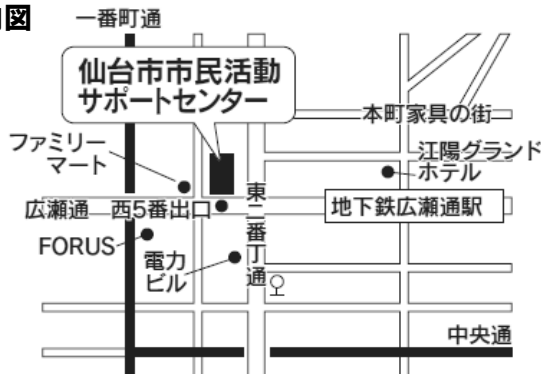 図
一番町通
仙台市市民活動
サポートセンター
本町家具の街
ファミリー
マート
江陽グランド
ホテル
広瀬通
西5番出口
東二番丁通
地下鉄広瀬通駅
FORUS
電力
ビル
中央通